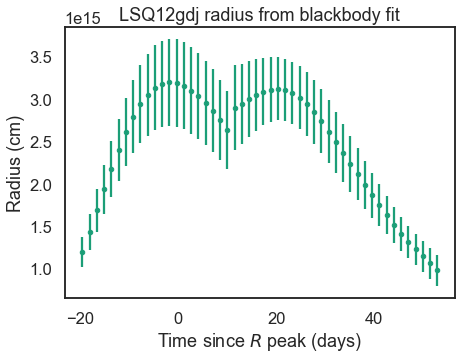 LSQ12gdj radius from blackbody fit
1e15
3.5
3.0
2.5
2.0
1.5
1.0
Radius (cm)
−20 0 20 40
Time since R peak (days)